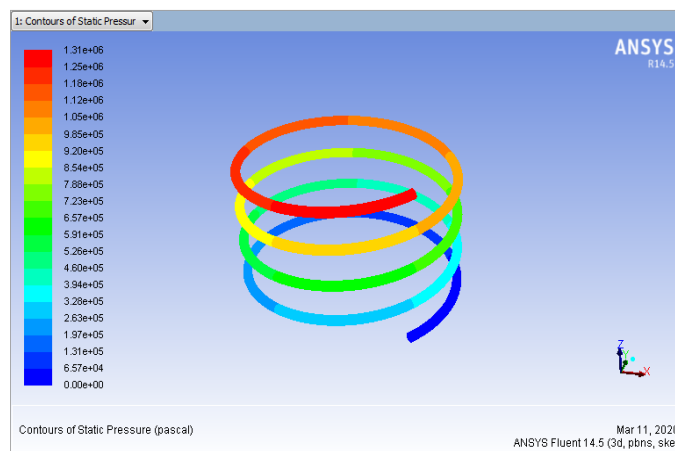 1: Contours of Static Pressur
ANSYS
R14.5
1.31e+06
1.25e+06
1.18e+06
1.12e+06
1.05e+06
9.85e+05
9.20e+05
8.54e+05
7.88e+05
7.23e+05
6.57e+05
5.91e+05
5.26e+05
4.60e+05
3.94e+05
3.28e+05
2.63e+05
1.97e+05
1.31e+05
6.57e+04
0.00e+00
Z
Y
X
Contours of Static Pressure (pascal)
Mar 11, 2020
ANSYS Fluent 14.5 (3d, pbns, ske